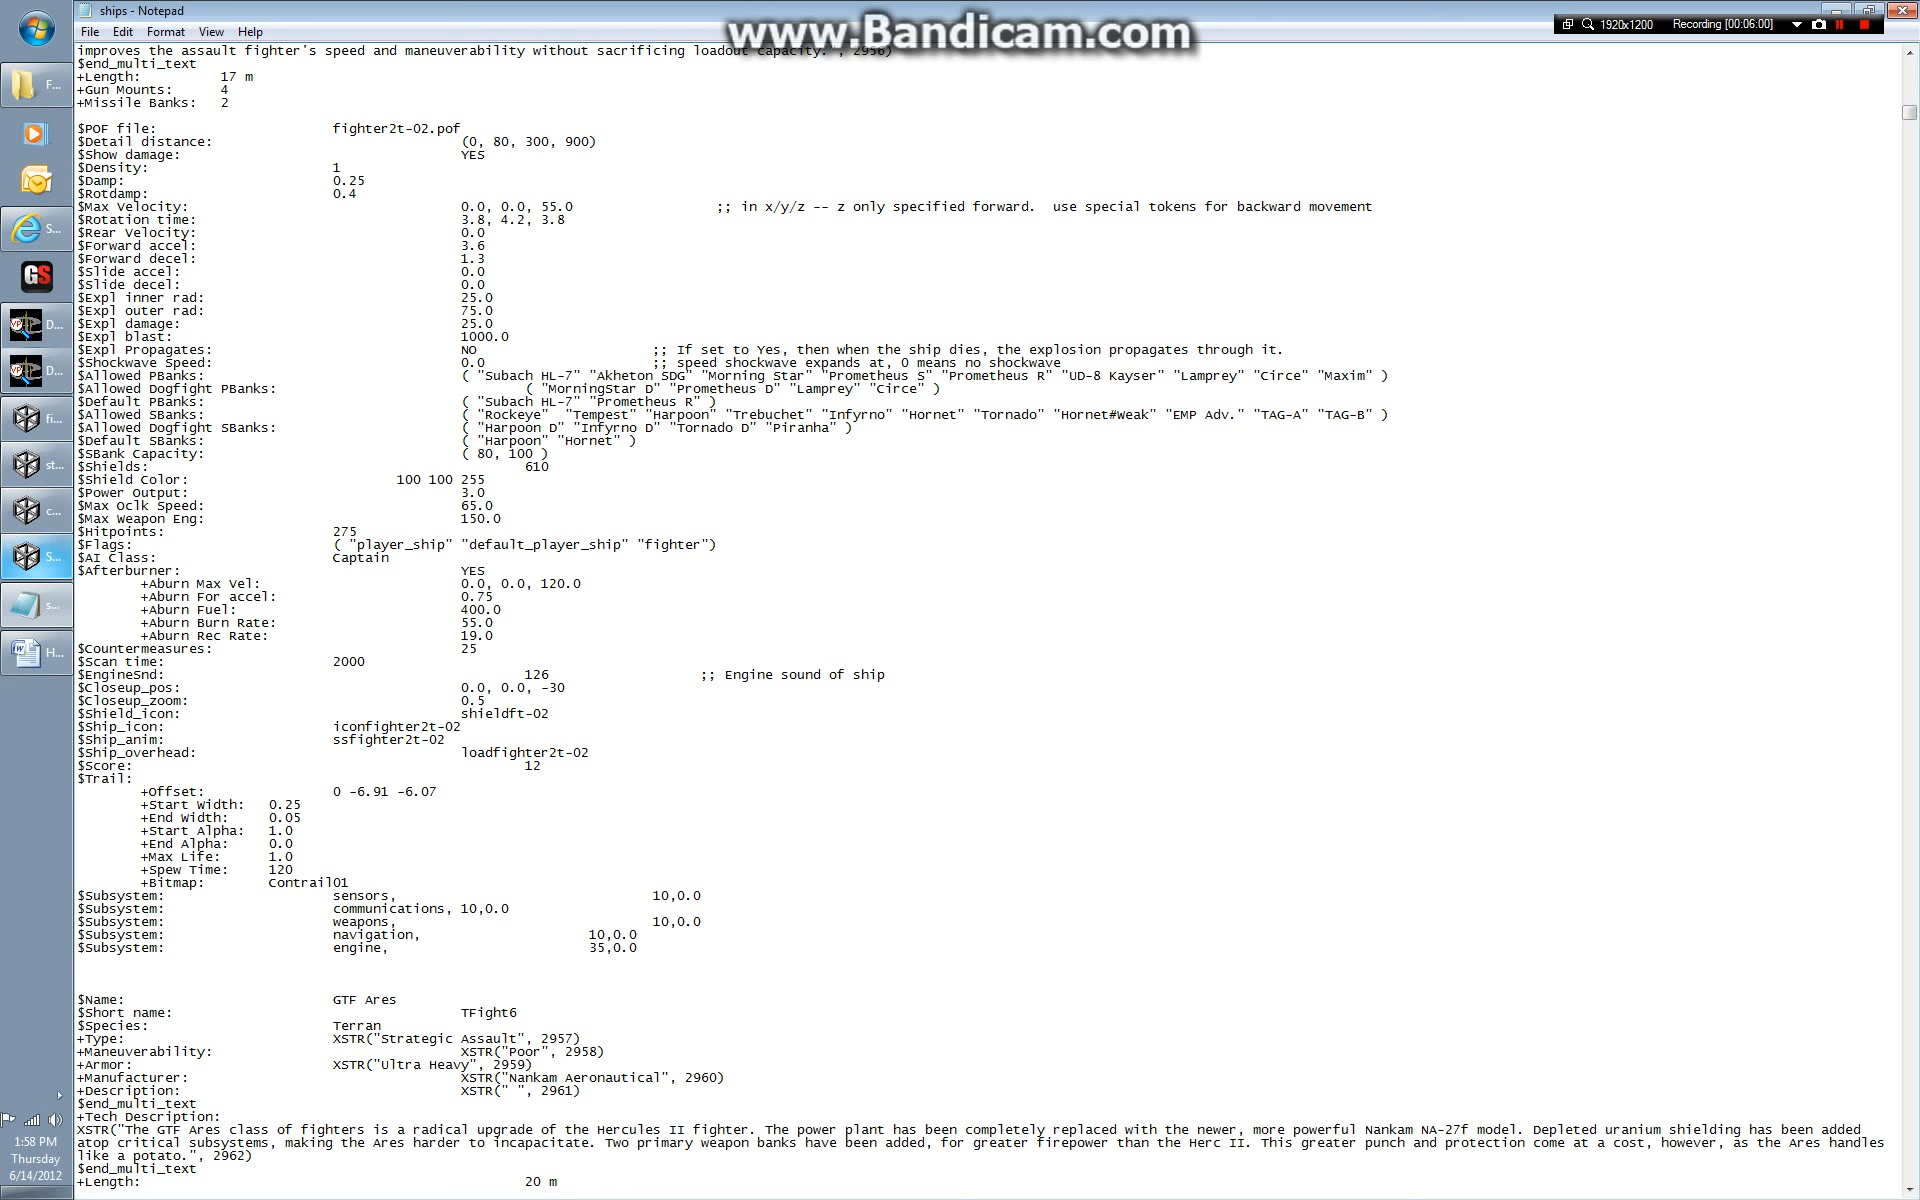 ships - Notepad
www.Bandicam.com
1920x1200 Recording [00:06:00]
File Edit Format View Help
improves the assault fighter's speed and maneuverability without sacrificing loadout capacity.", 2956)
$end_multi_text
+Length: 17 m
+Gun Mounts: 4
+Missile Banks: 2
$POF file: fighter2t-02.pof
$Detail distance: (0, 80, 300, 900)
$Show damage: YES
$Density: 1
$Damp: 0.25
$Rotdamp: 0.4
$Max Velocity: 0.0, 0.0, 55.0 ;; in x/y/z -- z only specified forward.  use special tokens for backward movement
$Rotation time: 3.8, 4.2, 3.8
$Rear Velocity: 0.0
$Forward accel: 3.6
$Forward decel: 1.3
$Slide accel: 0.0
$Slide decel: 0.0
$Expl inner rad: 25.0
$Expl outer rad: 75.0
$Expl damage: 25.0
$Expl blast: 1000.0
$Expl Propagates: NO ;; If set to Yes, then when the ship dies, the explosion propagates through it.
$Shockwave Speed: 0.0 ;; speed shockwave expands at, 0 means no shockwave
$Allowed PBanks: ( "Subach HL-7" "Akheton SDG" "Morning Star" "Prometheus S" "Prometheus R" "UD-8 Kayser" "Lamprey" "Circe" "Maxim" )
$Allowed Dogfight PBanks: ( "MorningStar D" "Prometheus D" "Lamprey" "Circe" )
$Default PBanks: ( "Subach HL-7" "Prometheus R" )
$Allowed SBanks: ( "Rockeye"  "Tempest" "Harpoon" "Trebuchet" "Infyrno" "Hornet" "Tornado" "Hornet#Weak" "EMP Adv." "TAG-A" "TAG-B" )
$Allowed Dogfight SBanks: ( "Harpoon D" "Infyrno D" "Tornado D" "Piranha" )
$Default SBanks: ( "Harpoon" "Hornet" )
$SBank Capacity: ( 80, 100 )
$Shields: 610
$Shield Color: 100 100 255
$Power Output: 3.0
$Max Oclk Speed: 65.0
$Max Weapon Eng: 150.0
$Hitpoints: 275
$Flags: ( "player_ship" "default_player_ship" "fighter")
$AI Class: Captain
$Afterburner: YES
+Aburn Max Vel: 0.0, 0.0, 120.0
+Aburn For accel: 0.75
+Aburn Fuel: 400.0
+Aburn Burn Rate: 55.0
+Aburn Rec Rate: 19.0
$Countermeasures: 25
$Scan time: 2000
$EngineSnd: 126 ;; Engine sound of ship
$Closeup_pos: 0.0, 0.0, -30
$Closeup_zoom: 0.5
$Shield_icon: shieldft-02
$Ship_icon: iconfighter2t-02
$Ship_anim: ssfighter2t-02
$Ship_overhead: loadfighter2t-02
$Score: 12
$Trail:
+Offset: 0 -6.91 -6.07
+Start Width: 0.25
+End Width: 0.05
+Start Alpha: 1.0
+End Alpha: 0.0
+Max Life: 1.0
+Spew Time: 120
+Bitmap: Contrail01
$Subsystem: sensors, 10,0.0
$Subsystem: communications, 10,0.0
$Subsystem: weapons, 10,0.0
$Subsystem: navigation, 10,0.0
$Subsystem: engine, 35,0.0
$Name: GTF Ares
$Short name: TFight6
$Species: Terran
+Type: XSTR("Strategic Assault", 2957)
+Maneuverability: XSTR("Poor", 2958)
+Armor: XSTR("Ultra Heavy", 2959)
+Manufacturer: XSTR("Nankam Aeronautical", 2960)
+Description: XSTR(" ", 2961)
$end_multi_text
+Tech Description:
XSTR("The GTF Ares class of fighters is a radical upgrade of the Hercules II fighter. The power plant has been completely replaced with the newer, more powerful Nankam NA-27f model. Depleted uranium shielding has been added
atop critical subsystems, making the Ares harder to incapacitate. Two primary weapon banks have been added, for greater firepower than the Herc II. This greater punch and protection come at a cost, however, as the Ares handles
like a potato.", 2962)
$end_multi_text
+Length: 20 m
F...
S...
GS
D...
D...
fi...
st...
c...
S...
s...
H...
1:58 PM
Thursday
6/14/2012